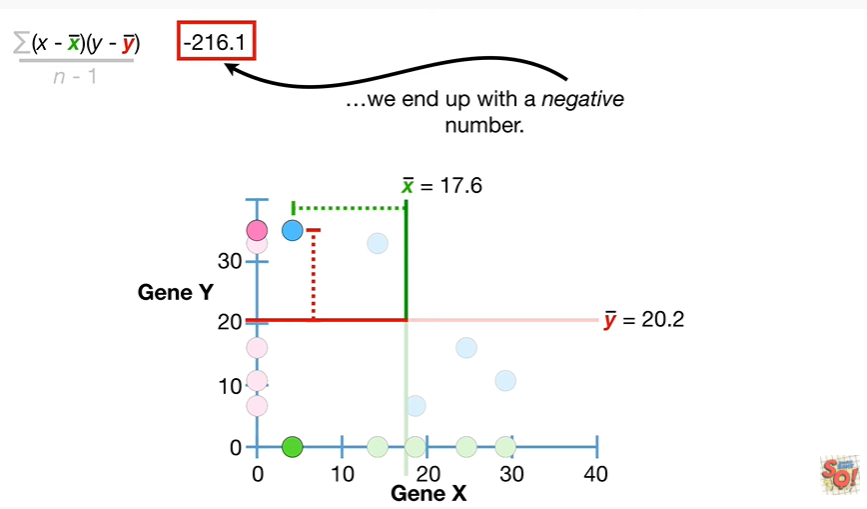 ∑(x - x̅)(y - y̅)
n - 1
-216.1
…we end up with a negative
number.
x̅ = 17.6
30
Gene Y
20
y̅ = 20.2
10
0
0 10 20 30 40
Gene X
SQ!